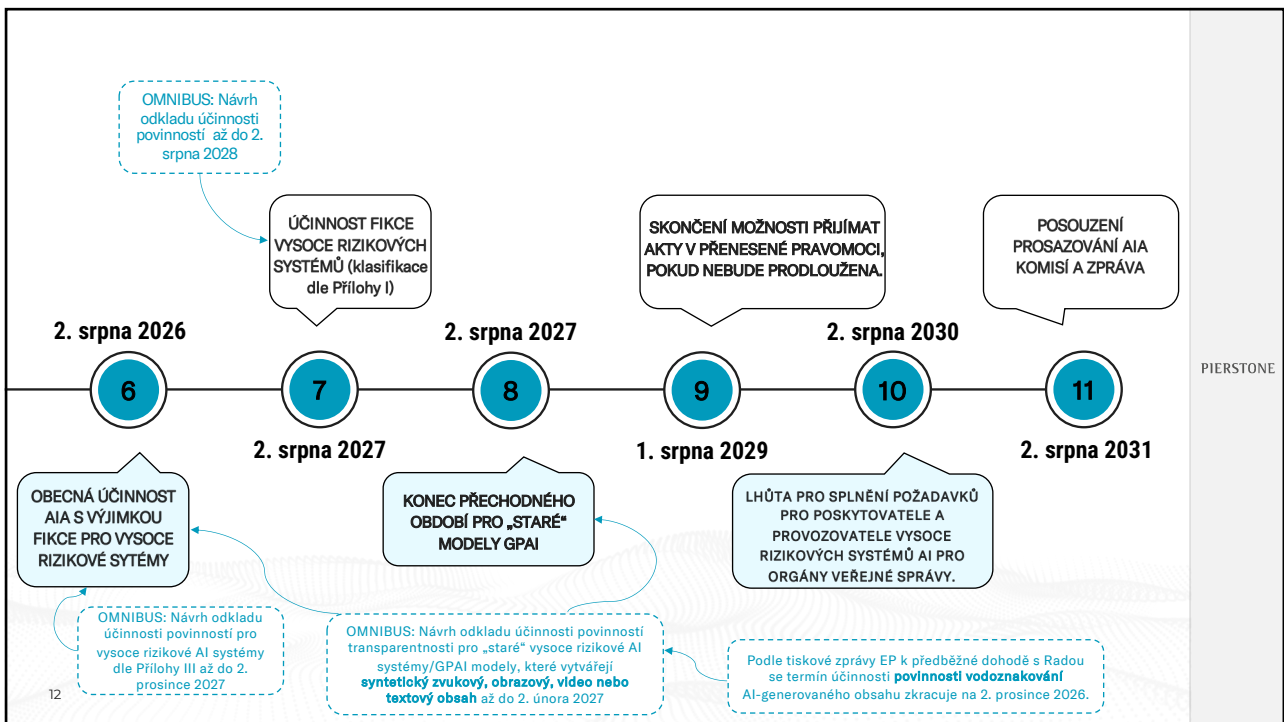 OMNIBUS: Návrh
odkladu účinnosti
povinností až do 2.
srpna 2028
ÚČINNOST FIKCE
VYSOCE RIZIKOVÝCH
SYSTÉMŮ (klasifikace
dle Přílohy I)
SKONČENÍ MOŽNOSTI PŘIJÍMAT
AKTY V PŘENESENÉ PRAVOMOCI,
POKUD NEBUDE PRODLOUŽENA.
POSOUZENÍ
PROSAZOVÁNÍ AIA
KOMISÍ A ZPRÁVA
2. srpna 2026
2. srpna 2027
2. srpna 2030
6
7
8
9
10
11
PIERSTONE
2. srpna 2027
1. srpna 2029
2. srpna 2031
OBECNÁ ÚČINNOST
AIA S VÝJIMKOU
FIKCE PRO VYSOCE
RIZIKOVÉ SYTÉMY
KONEC PŘECHODNÉHO
OBDOBÍ PRO „STARÉ“
MODELY GPAI
LHŮTA PRO SPLNĚNÍ POŽADAVKŮ
PRO POSKYTOVATELE A
PROVOZOVATELE VYSOCE
RIZIKOVÝCH SYSTÉMŮ AI PRO
ORGÁNY VEŘEJNÉ SPRÁVY.
OMNIBUS: Návrh odkladu
účinnosti povinností pro
vysoce rizikové AI systémy
dle Přílohy III až do 2.
prosince 2027
OMNIBUS: Návrh odkladu účinnosti povinností
transparentnosti pro „staré“ vysoce rizikové AI
systémy/GPAI modely, které vytvářejí
syntetický zvukový, obrazový, video nebo
textový obsah až do 2. února 2027
Podle tiskové zprávy EP k předběžné dohodě s Radou
se termín účinnosti povinnosti vodoznakování
AI-generovaného obsahu zkracuje na 2. prosince 2026.
12